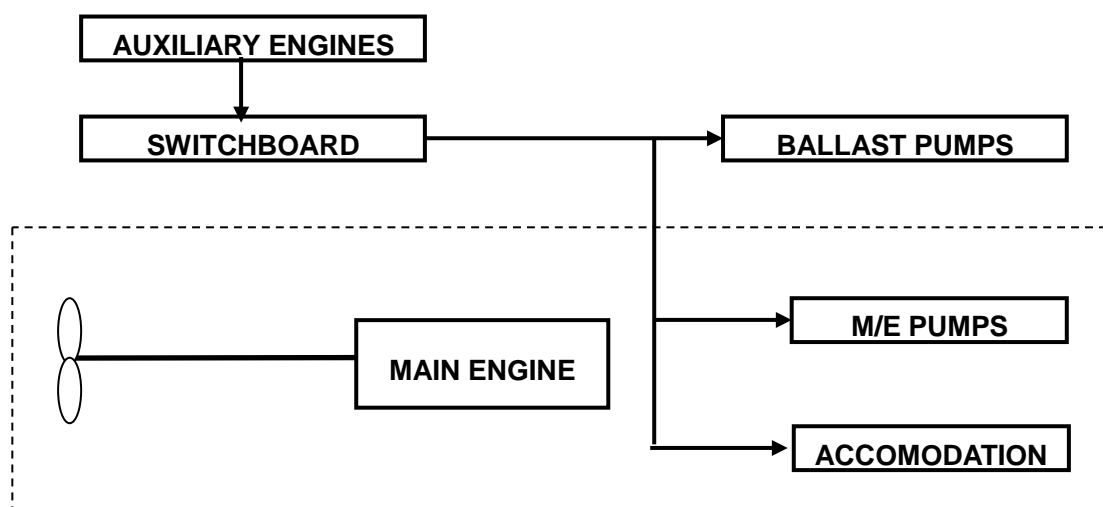 AUXILIARY ENGINES
SWITCHBOARD
BALLAST PUMPS
M/E PUMPS
MAIN ENGINE
ACCOMODATION